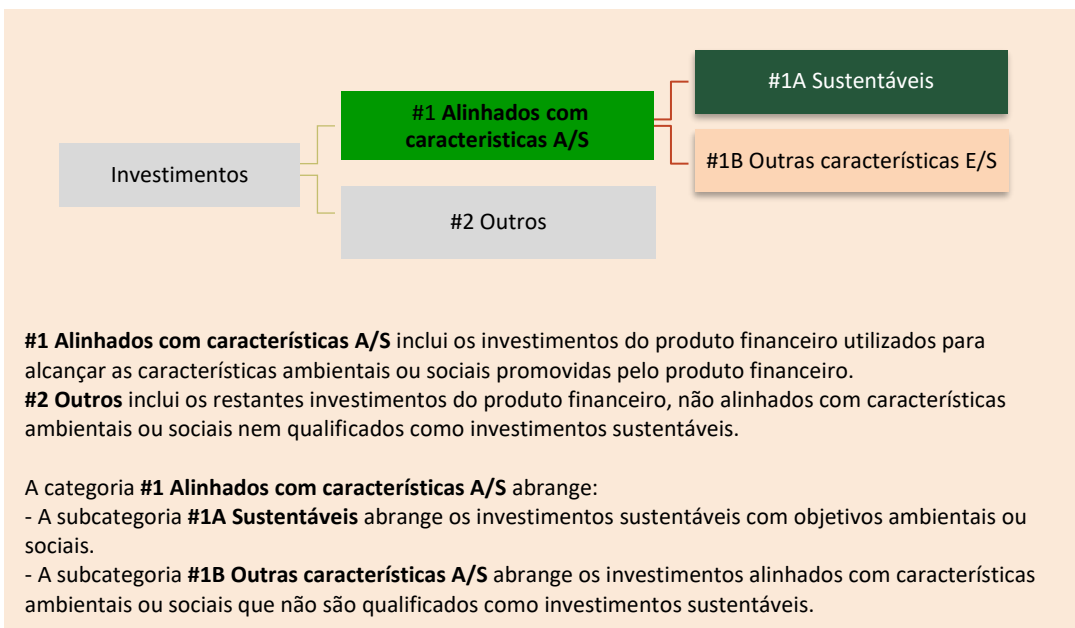 #1A Sustentáveis
#1 Alinhados com
caracteristicas A/S
#1B Outras características E/S
Investimentos
#2 Outros
#1 Alinhados com características A/S inclui os investimentos do produto financeiro utilizados para
alcançar as características ambientais ou sociais promovidas pelo produto financeiro.
#2 Outros inclui os restantes investimentos do produto financeiro, não alinhados com características
ambientais ou sociais nem qualificados como investimentos sustentáveis.
A categoria #1 Alinhados com características A/S abrange:
- A subcategoria #1A Sustentáveis abrange os investimentos sustentáveis com objetivos ambientais ou
sociais.
- A subcategoria #1B Outras características A/S abrange os investimentos alinhados com características
ambientais ou sociais que não são qualificados como investimentos sustentáveis.